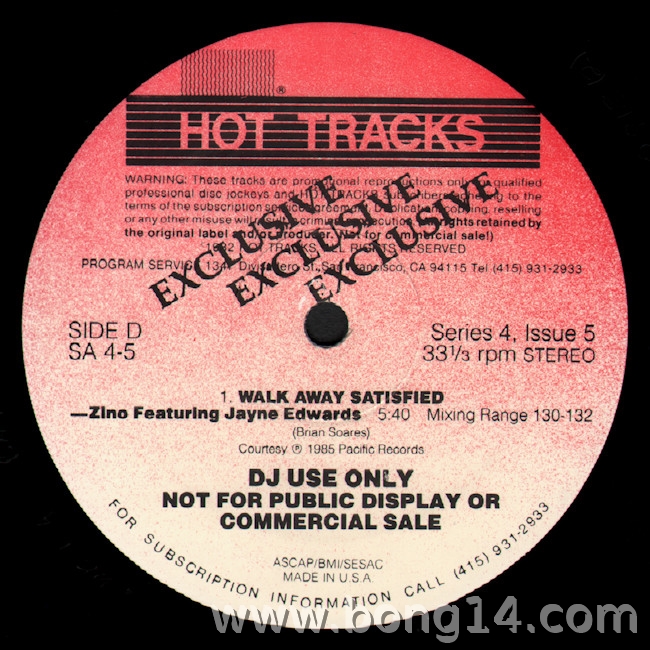 ®
HOT TRACKS
WARNING: These tracks are promotional reproductions only for qualified
professional disc jockeys and HOT TRACKS subscribers according to the
terms of the subscription service agreement. Duplication, copying, reselling
or any other misuse will result in criminal prosecution. (All rights retained by
the original label and/or producer. Not for commercial sale!)
1982 HOT TRACKS, ALL RIGHTS RESERVED
PROGRAM SERVICE Divisadero St., San Francisco, CA 94115 Tel (415) 931-2933
EXCLUSIVE
EXCLUSIVE
EXCLUSIVE
SIDE D
SA 4-5
Series 4, Issue 5
33⅓ rpm STEREO
1. WALK AWAY SATISFIED
—Zino Featuring Jayne Edwards 5:40 Mixing Range 130-132
(Brian Soares)
Courtesy ℗ 1985 Pacific Records
DJ USE ONLY
NOT FOR PUBLIC DISPLAY OR
COMMERCIAL SALE
ASCAP/BMI/SESAC
MADE IN U.S.A.
FOR SUBSCRIPTION INFORMATION CALL (415) 931-2933
www.bong14.com